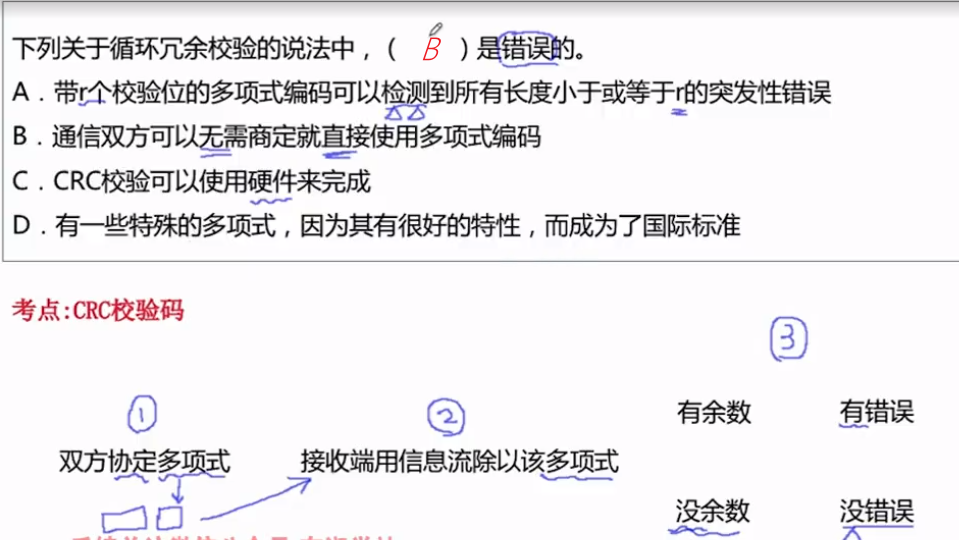 下列关于循环冗余校验的说法中，（ B ）是错误的。
A．带r个校验位的多项式编码可以检测到所有长度小于或等于r的突发性错误
B．通信双方可以无需商定就直接使用多项式编码
C．CRC校验可以使用硬件来完成
D．有一些特殊的多项式，因为其有很好的特性，而成为了国际标准
考点:CRC校验码
① ② ③
有余数 有错误
双方协定多项式 接收端用信息流除以该多项式
没余数 没错误